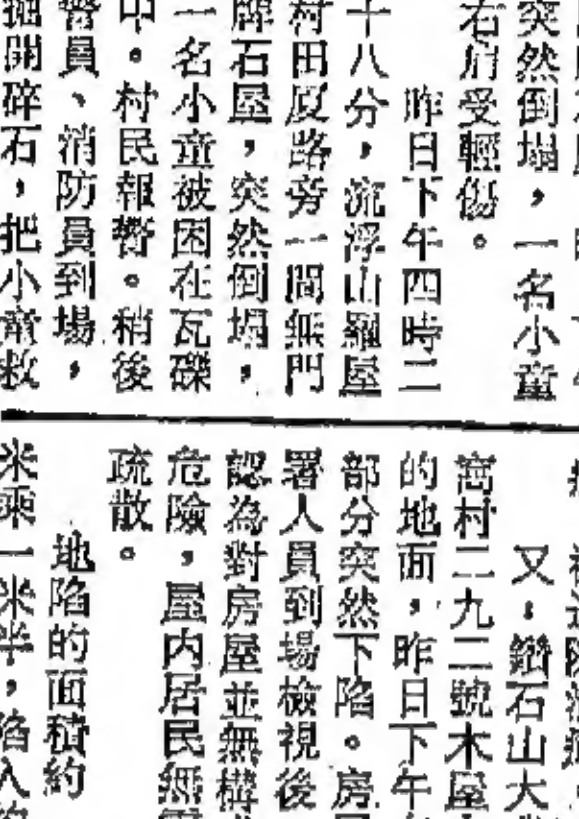 突然倒塌，一名小童
右肩受輕傷。
昨日下午四時二
十八分，流浮山羅屋
村田厦路旁一間無門
牌石屋，突然倒塌，
一名小童被困在瓦礫
中。村民報警。稍後
警員、消防員到場，
掘開碎石，把小童救
又，鑽石山大
窩村二九二號木屋
的地面，昨日下午
部分突然下陷。房
署人員到場檢視後
認為對房屋並無構
危險，屋內居民無
疏散。
地陷的面積約
米乘一米半，陷入